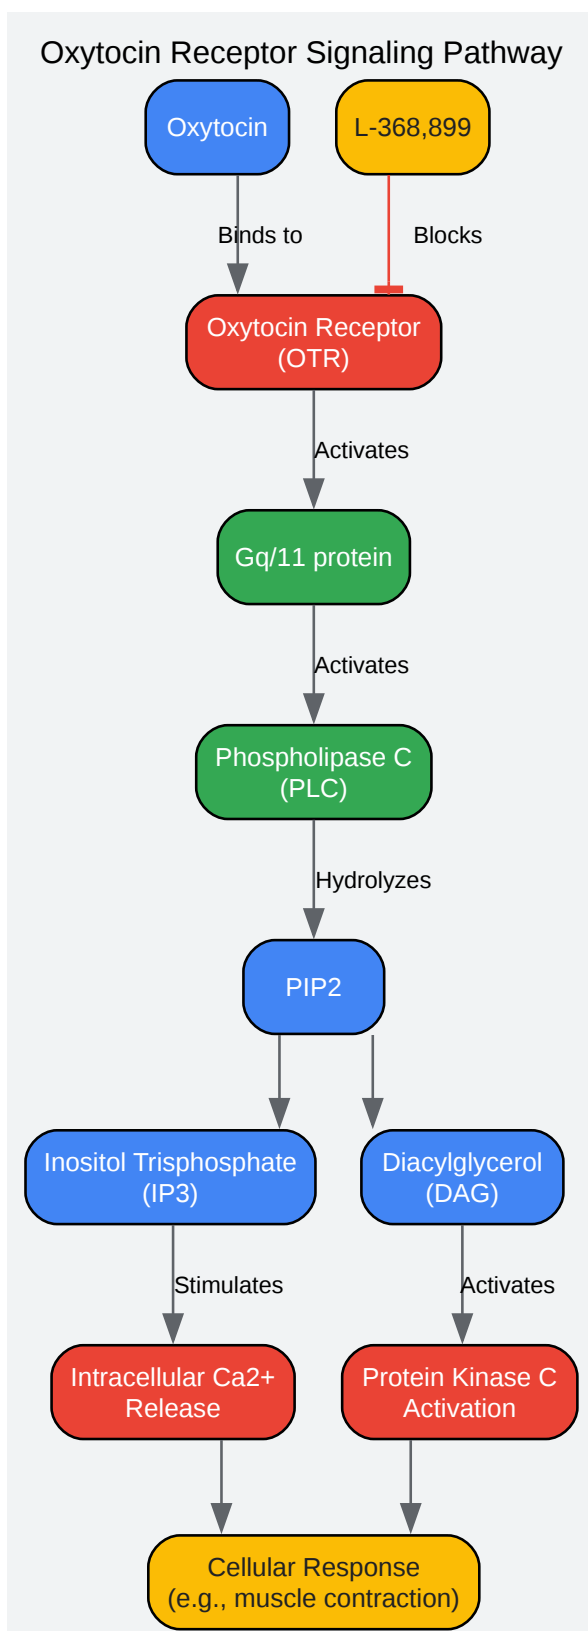 Oxytocin Receptor Signaling Pathway
Oxytocin
L-368,899
Binds to
Blocks
Oxytocin Receptor
(OTR)
Activates
Gq/11 protein
Activates
Phospholipase C
(PLC)
Hydrolyzes
PIP2
Inositol Trisphosphate
(IP3)
Diacylglycerol
(DAG)
Stimulates
Activates
Intracellular Ca2+
Release
Protein Kinase C
Activation
Cellular Response
(e.g., muscle contraction)